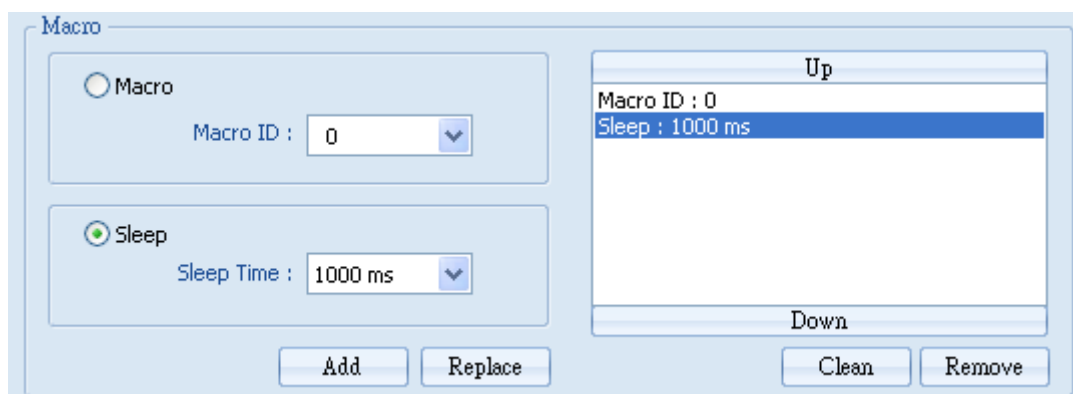 Macro
Macro
Macro ID : 0
Sleep
Sleep Time : 1000 ms
Add Replace
Up
Macro ID : 0
Sleep : 1000 ms
Down
Clean Remove